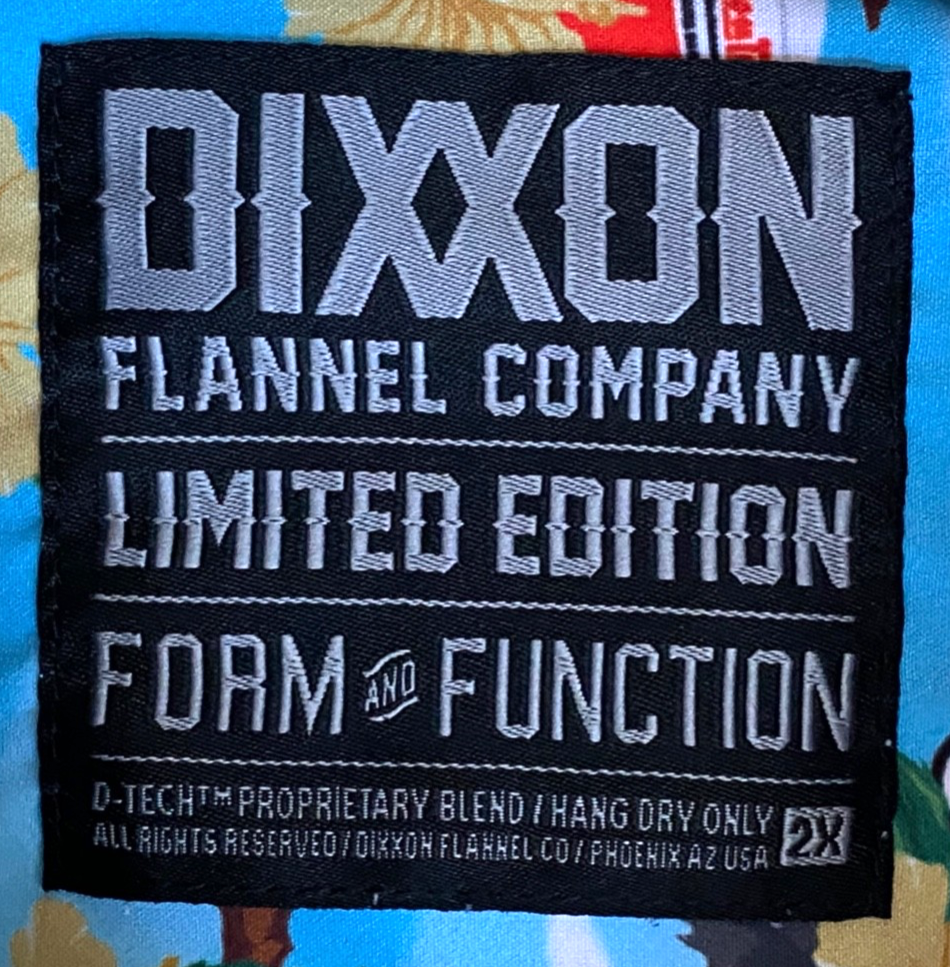 DIXXON
FLANNEL COMPANY
LIMITED EDITION
FORM AND FUNCTION
D-TECH™ PROPRIETARY BLEND / HANG DRY ONLY
ALL RIGHTS RESERVED / DIXXON FLANNEL CO / PHOENIX AZ USA
2X